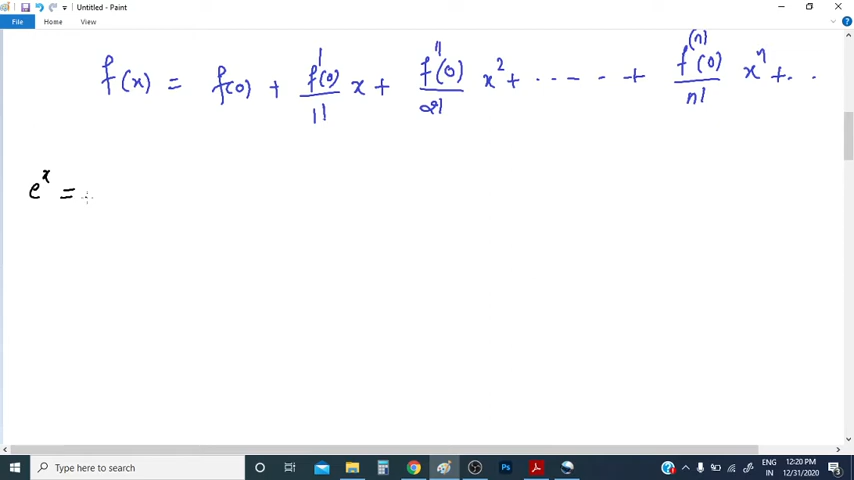 Untitled - Paint
File Home View
f(x) = f(0) + f'(0)/1! x + f''(0)/2! x² + ...... + f⁽ⁿ⁾(0)/n! xⁿ + ...
eˣ =
Type here to search
ENG 12:20 PM
IN 12/31/2020
3